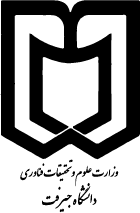 وزارت علوم و تحقیقات و فناوری
دانشگاه جیرفت